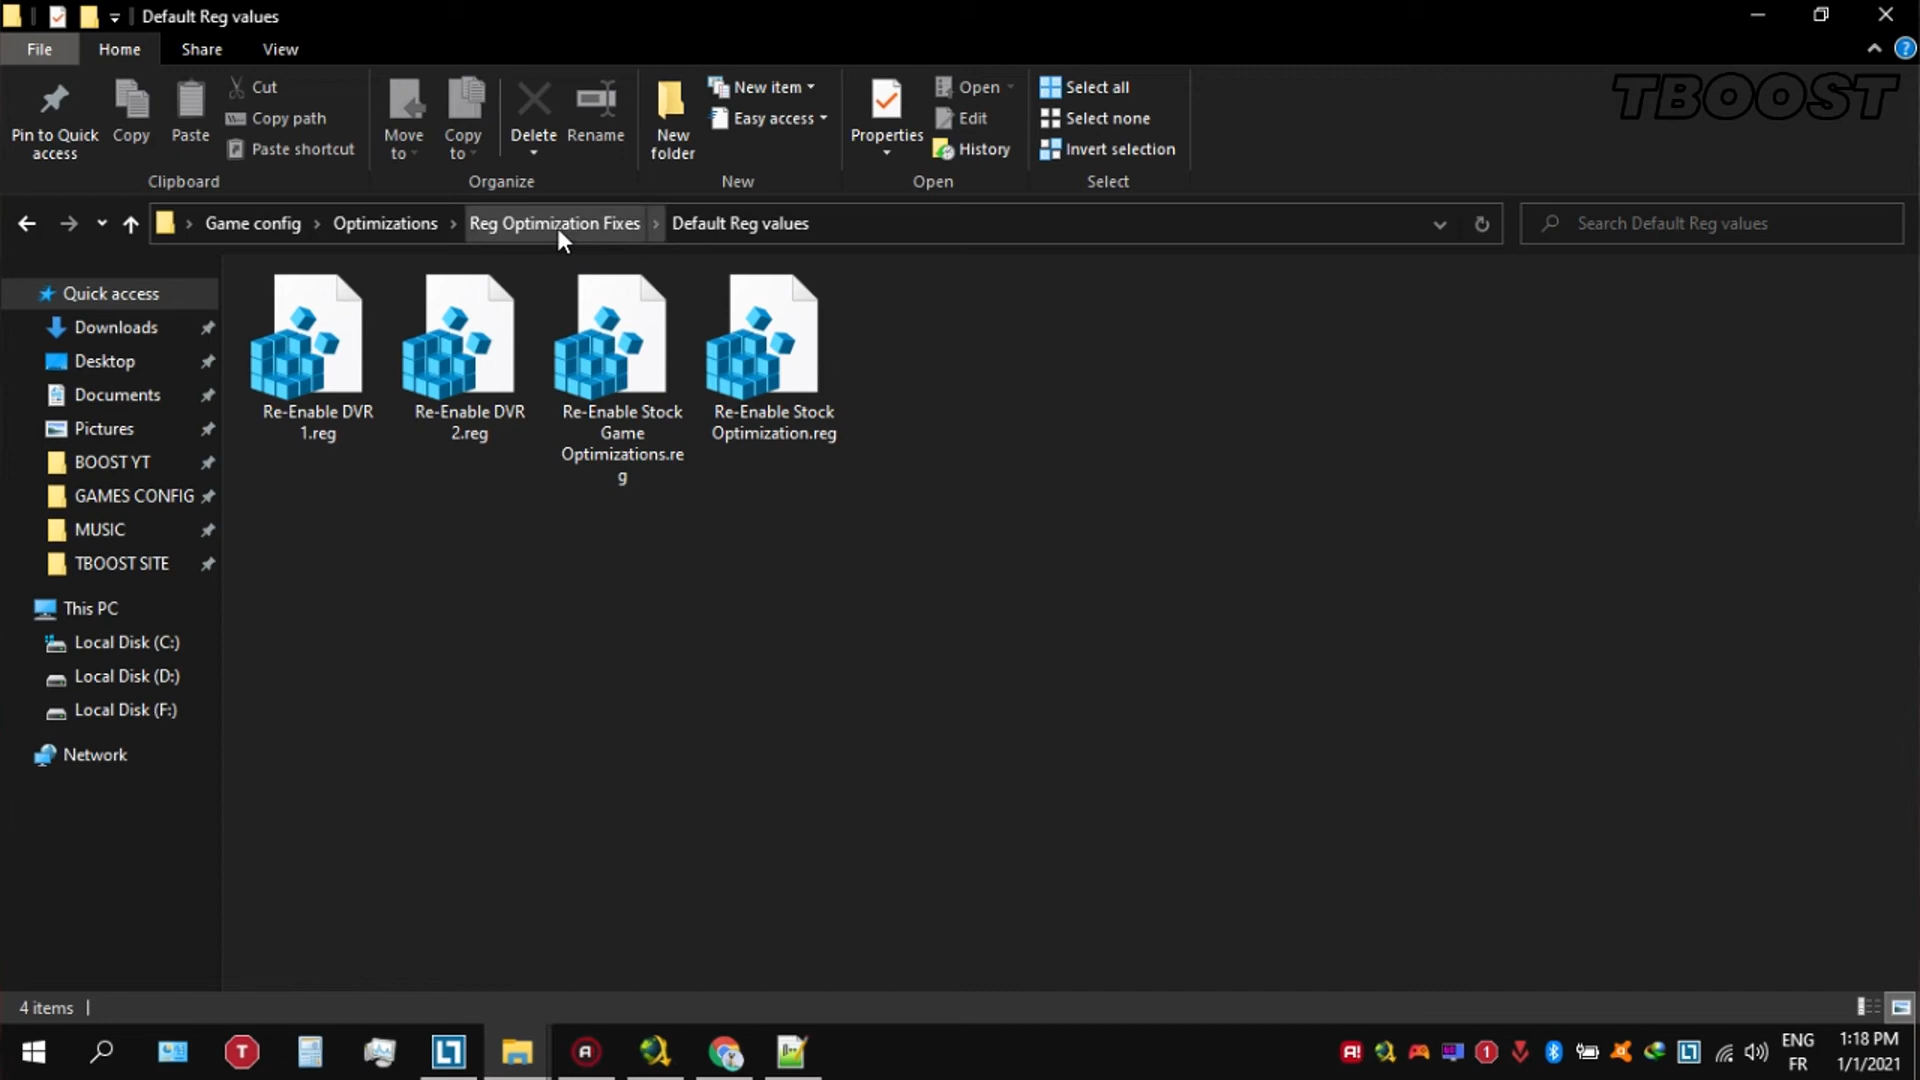 Default Reg values
File
Home
Share
View
Pin to Quick
access
Copy
Paste
Cut
Copy path
Paste shortcut
Clipboard
Move
to
Copy
to
Delete
Rename
Organize
New
folder
New item
Easy access
New
Properties
Open
Edit
History
Open
Select all
Select none
Invert selection
Select
TBOOST
Game config
Optimizations
Reg Optimization Fixes
Default Reg values
Search Default Reg values
Quick access
Downloads
Desktop
Documents
Pictures
BOOST YT
GAMES CONFIG
MUSIC
TBOOST SITE
This PC
Local Disk (C:)
Local Disk (D:)
Local Disk (F:)
Network
Re-Enable DVR
1.reg
Re-Enable DVR
2.reg
Re-Enable Stock
Game
Optimizations.re
g
Re-Enable Stock
Optimization.reg
4 items
ENG
FR
1:18 PM
1/1/2021